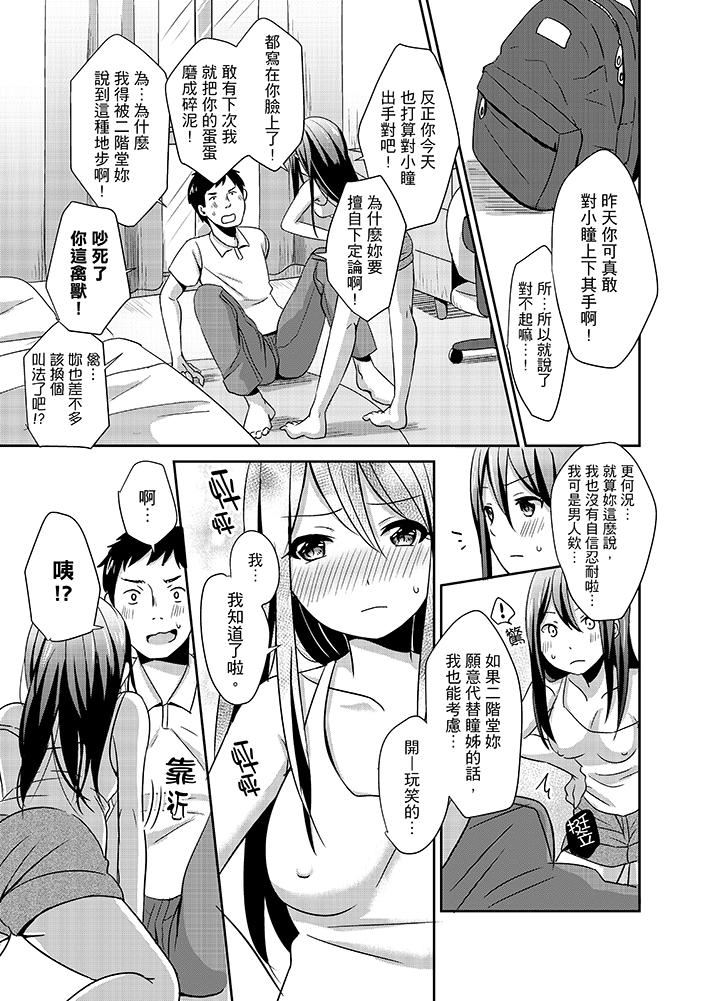 昨天你可真敢
對小瞳上下其手啊！
所…所以就說了
對不起嘛…！
反正你今天
也打算對小瞳
出手對吧！
為什麼妳要
擅自下定論啊！
都寫在你臉上了！
敢有下次我
就把你的蛋蛋
磨成碎泥！
為…為什麼
我得被二階堂妳
說到這種地步啊！
吵死了
你這禽獸！
妳也差不多
該換個
叫法了吧!?
更何況…
就算妳這麼說，
我也沒有自信忍耐啦…
我可是男人欸…
！
驚
如果二階堂妳
願意代替瞳姊的話，
我也能考慮…
開—玩笑的…
挺立
我…
我知道了啦。
啊…
咦!?
靠近